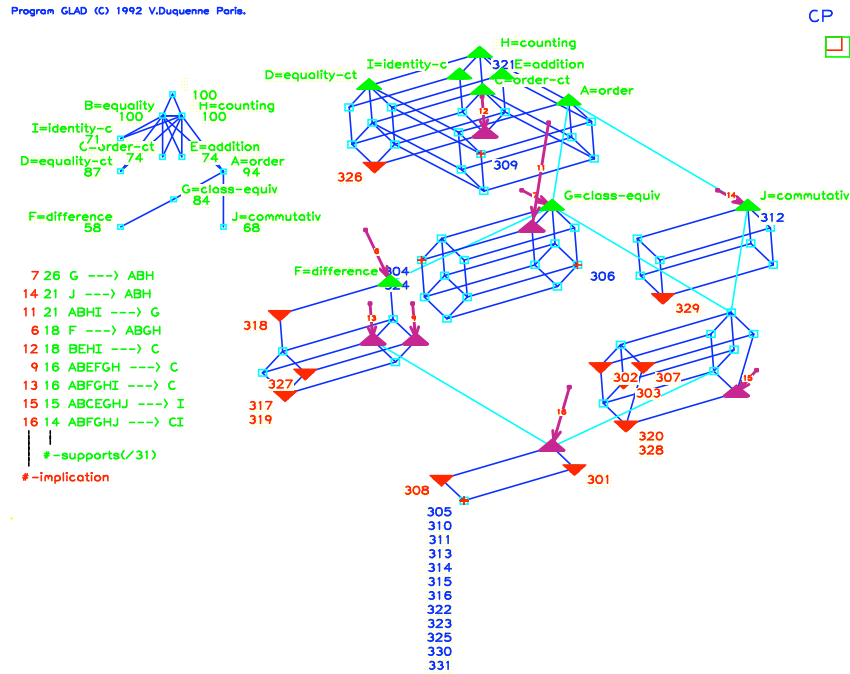 Program GLAD (C) 1992 V.Duquenne Paris.
CP
H=counting
I=identity-c
321
E=addition
D=equality-ct
C=order-ct
A=order
100
B=equality
H=counting
100
100
I=identity-c
71
C=order-ct
E=addition
74
74
D=equality-ct
A=order
87
94
G=class-equiv
84
F=difference
J=commutativ
58
68
12
309
326
11
7
G=class-equiv
14
J=commutativ
312
6
F=difference
304
324
306
329
318
13
9
327
317
319
302
307
303
15
320
328
16
308
301
7 26 G ---> ABH
14 21 J ---> ABH
11 21 ABHI ---> G
6 18 F ---> ABGH
12 18 BEHI ---> C
9 16 ABEFGH ---> C
13 16 ABFGHI ---> C
15 15 ABCEGHJ ---> I
16 14 ABFGHJ ---> CI
#-supports(/31)
#-implication
305
310
311
313
314
315
316
322
323
325
330
331